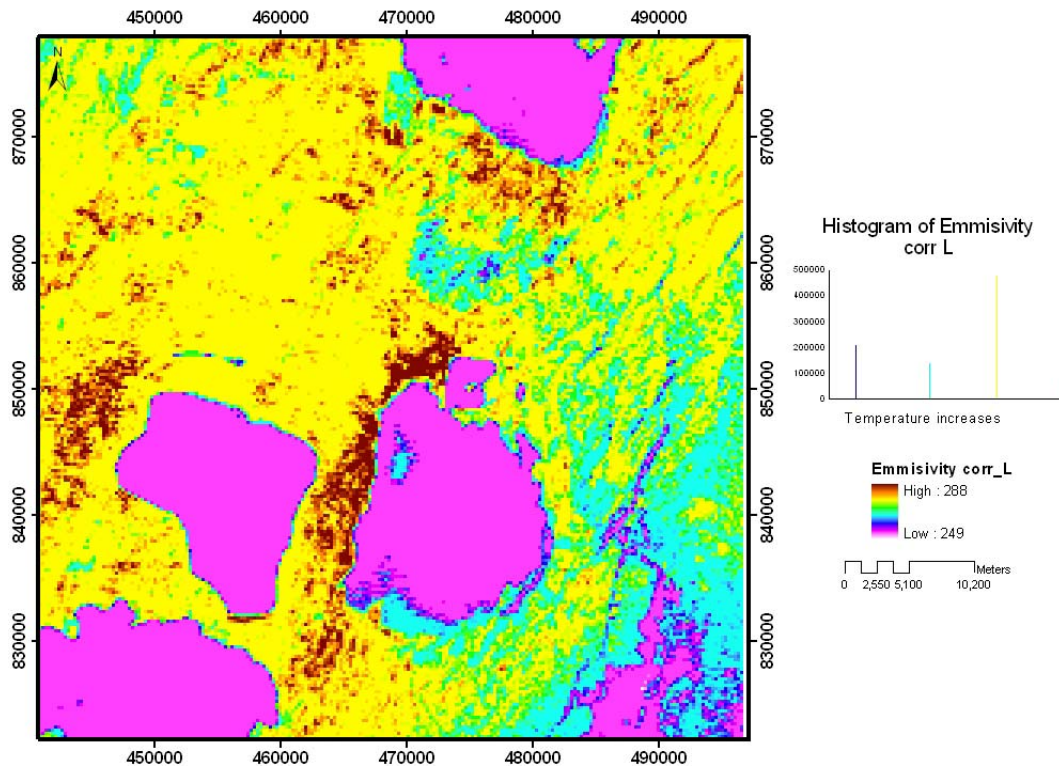 450000 460000 470000 480000 490000
N
870000 870000
860000 860000
850000 850000
840000 840000
830000 830000
450000 460000 470000 480000 490000
Histogram of Emmisivity
corr L
500000
400000
300000
200000
100000
0
Temperature increases
Emmisivity corr_L
High : 288
Low : 249
Meters
0 2,550 5,100 10,200